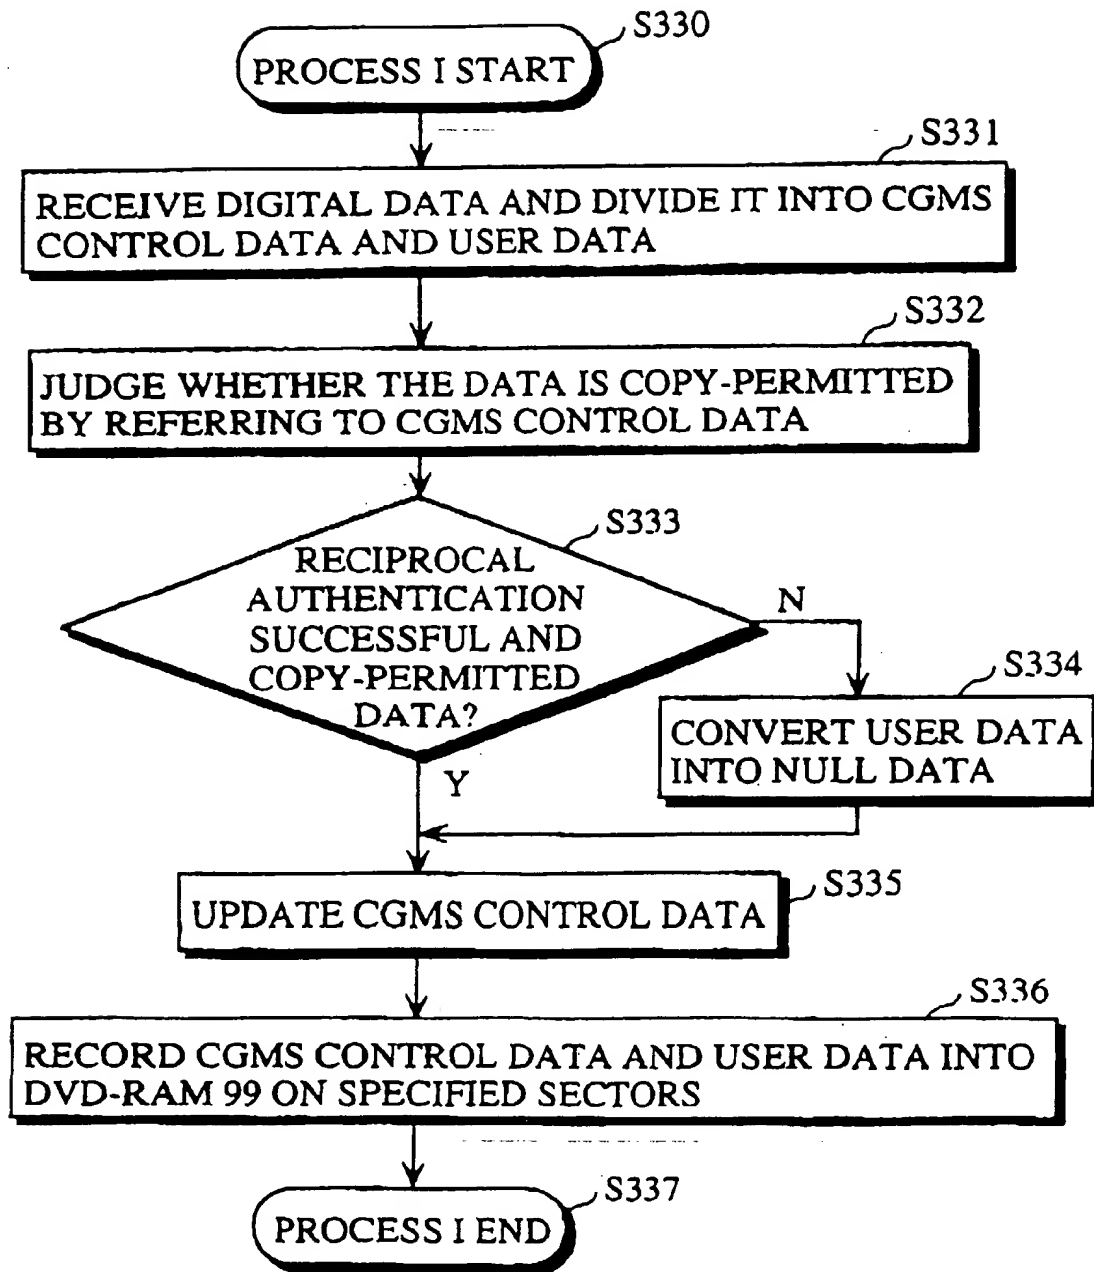 S330
PROCESS I START
S331
RECEIVE DIGITAL DATA AND DIVIDE IT INTO CGMS
CONTROL DATA AND USER DATA
S332
JUDGE WHETHER THE DATA IS COPY-PERMITTED
BY REFERRING TO CGMS CONTROL DATA
S333
RECIPROCAL
AUTHENTICATION
SUCCESSFUL AND
COPY-PERMITTED
DATA?
N
S334
CONVERT USER DATA
INTO NULL DATA
Y
S335
UPDATE CGMS CONTROL DATA
S336
RECORD CGMS CONTROL DATA AND USER DATA INTO
DVD-RAM 99 ON SPECIFIED SECTORS
S337
PROCESS I END